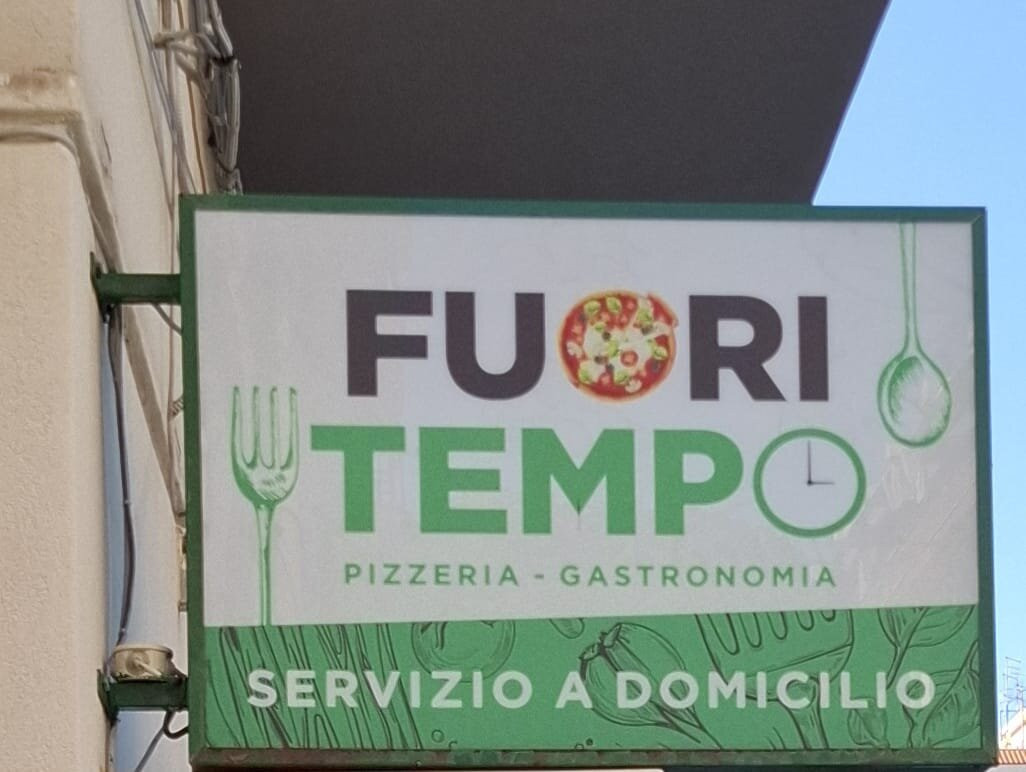 FUORI
TEMPO
PIZZERIA - GASTRONOMIA
SERVIZIO A DOMICILIO